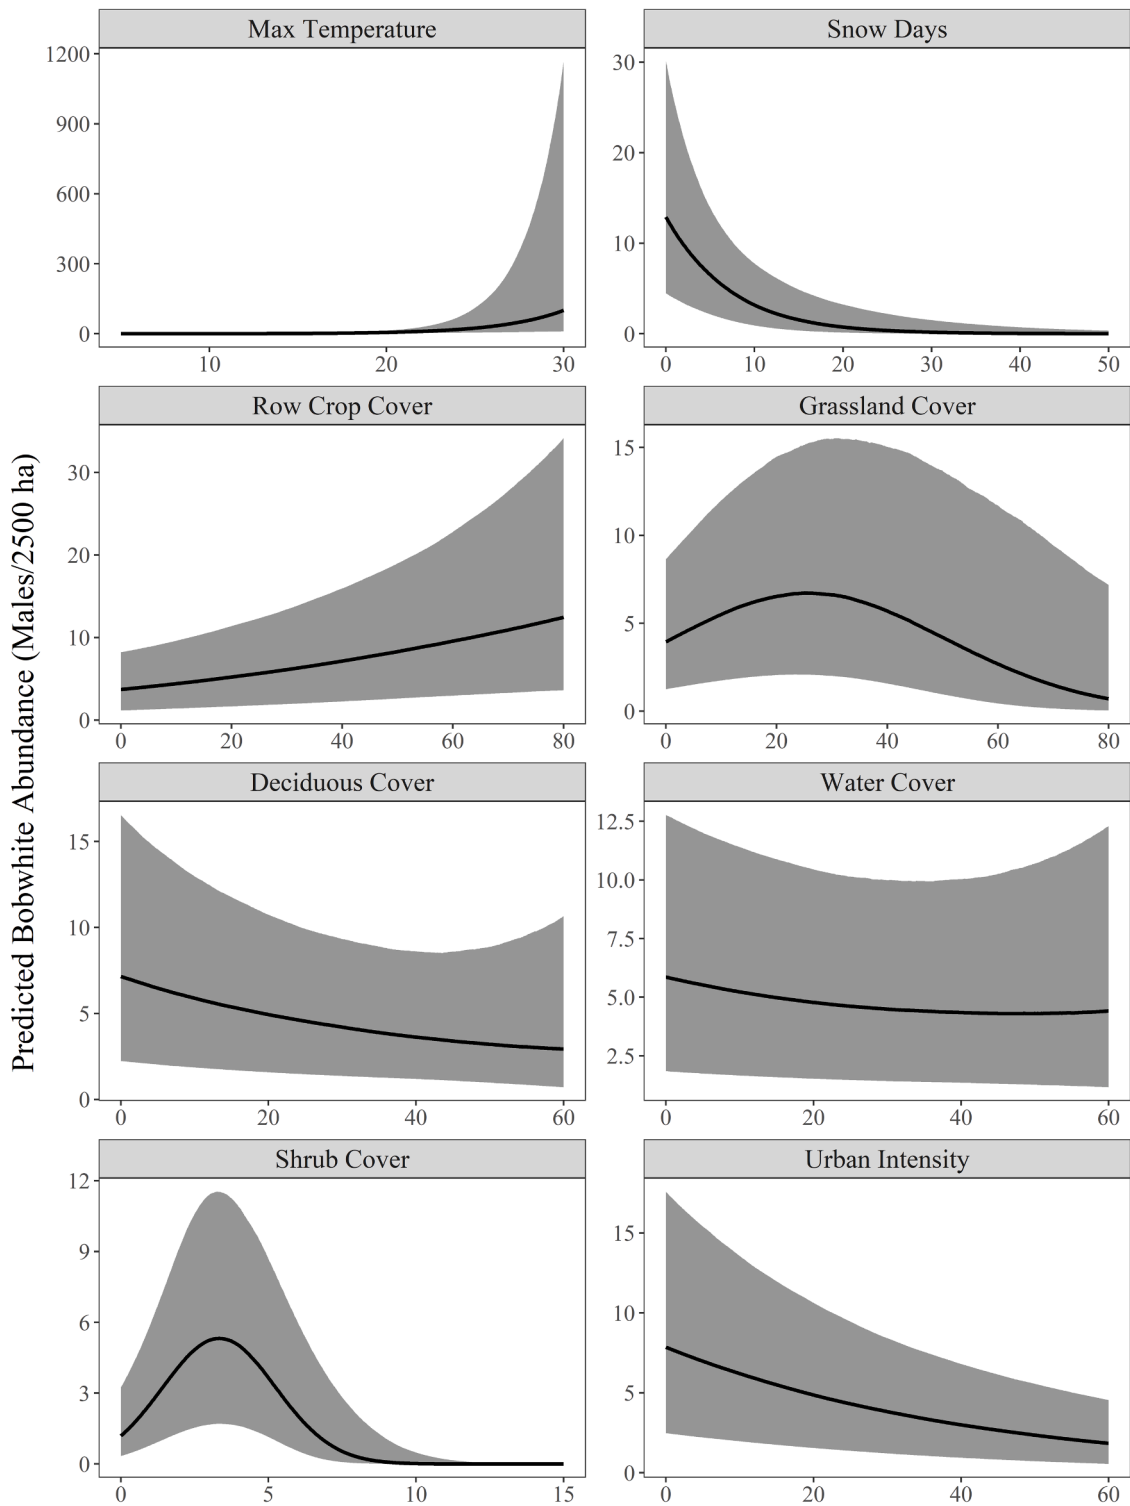 Predicted Bobwhite Abundance (Males/2500 ha)
Max Temperature
1200
900
600
300
0
10 20 30
Snow Days
30
20
10
0
0 10 20 30 40 50
Row Crop Cover
30
20
10
0
0 20 40 60 80
Grassland Cover
15
10
5
0
0 20 40 60 80
Deciduous Cover
15
10
5
0
0 20 40 60
Water Cover
12.5
10.0
7.5
5.0
2.5
0 20 40 60
Shrub Cover
12
9
6
3
0
0 5 10 15
Urban Intensity
15
10
5
0
0 20 40 60